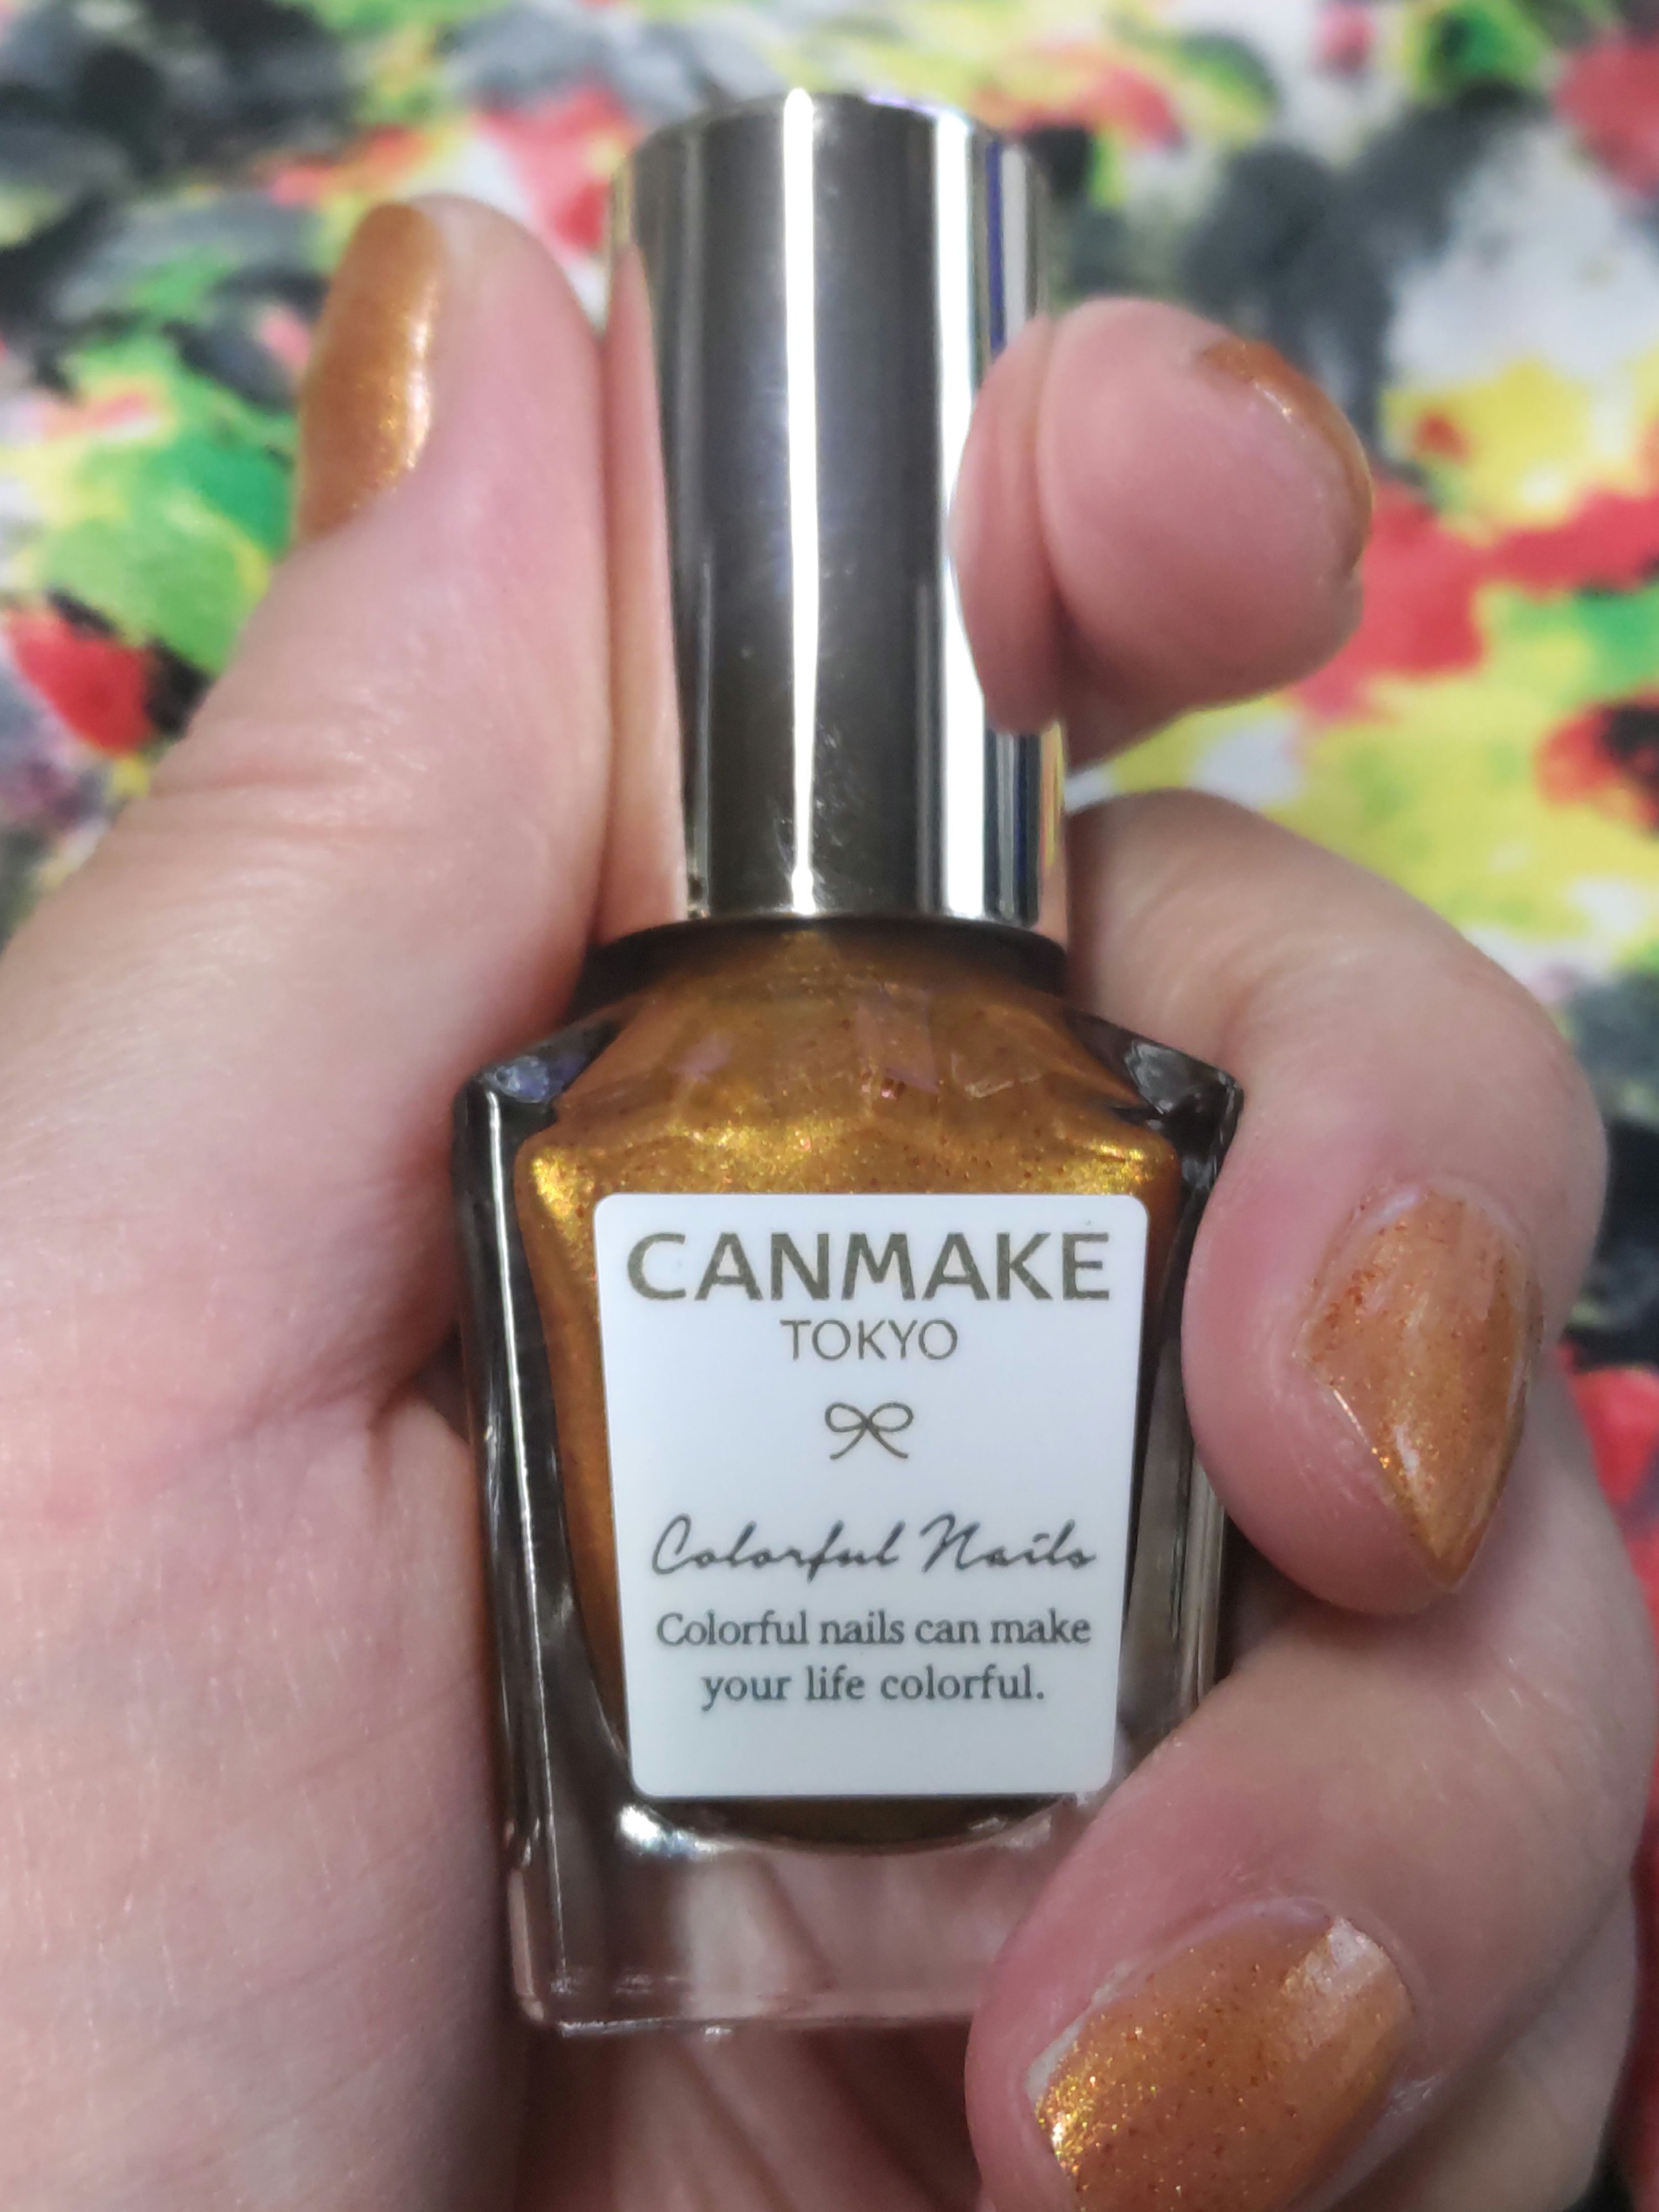 CANMAKE
TOKYO
Colorful Nails
Colorful nails can make
your life colorful.